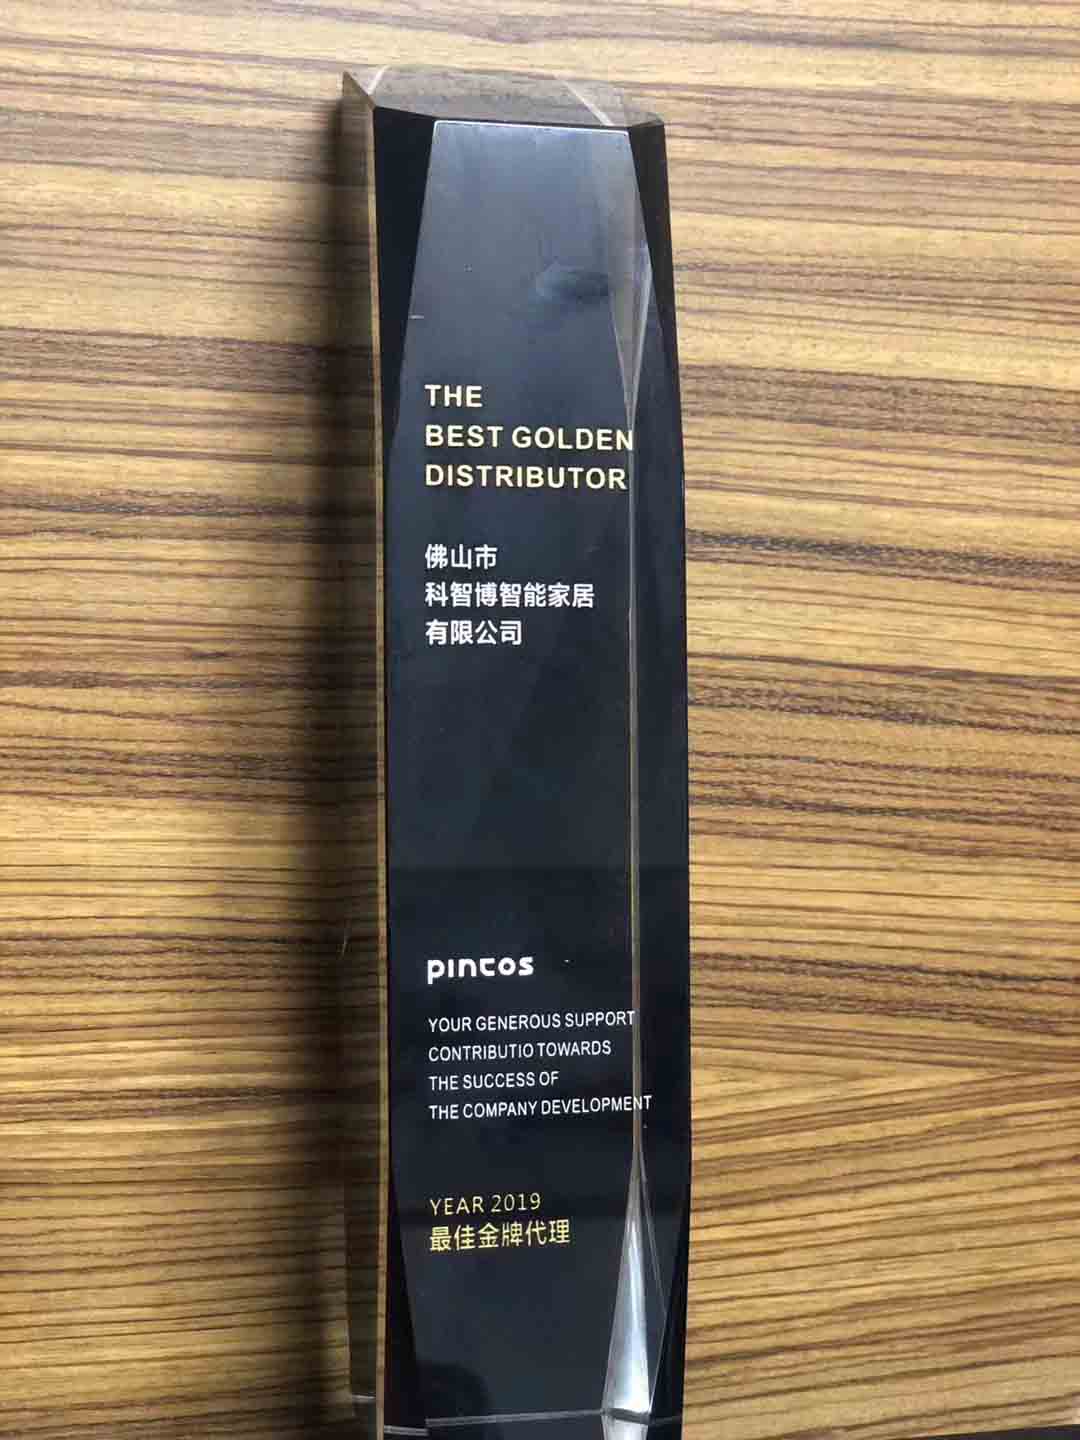 THE
BEST GOLDEN
DISTRIBUTOR
佛山市
科智博智能家居
有限公司
pintos
YOUR GENEROUS SUPPORT
CONTRIBUTIO TOWARDS
THE SUCCESS OF
THE COMPANY DEVELOPMENT
YEAR 2019
最佳金牌代理